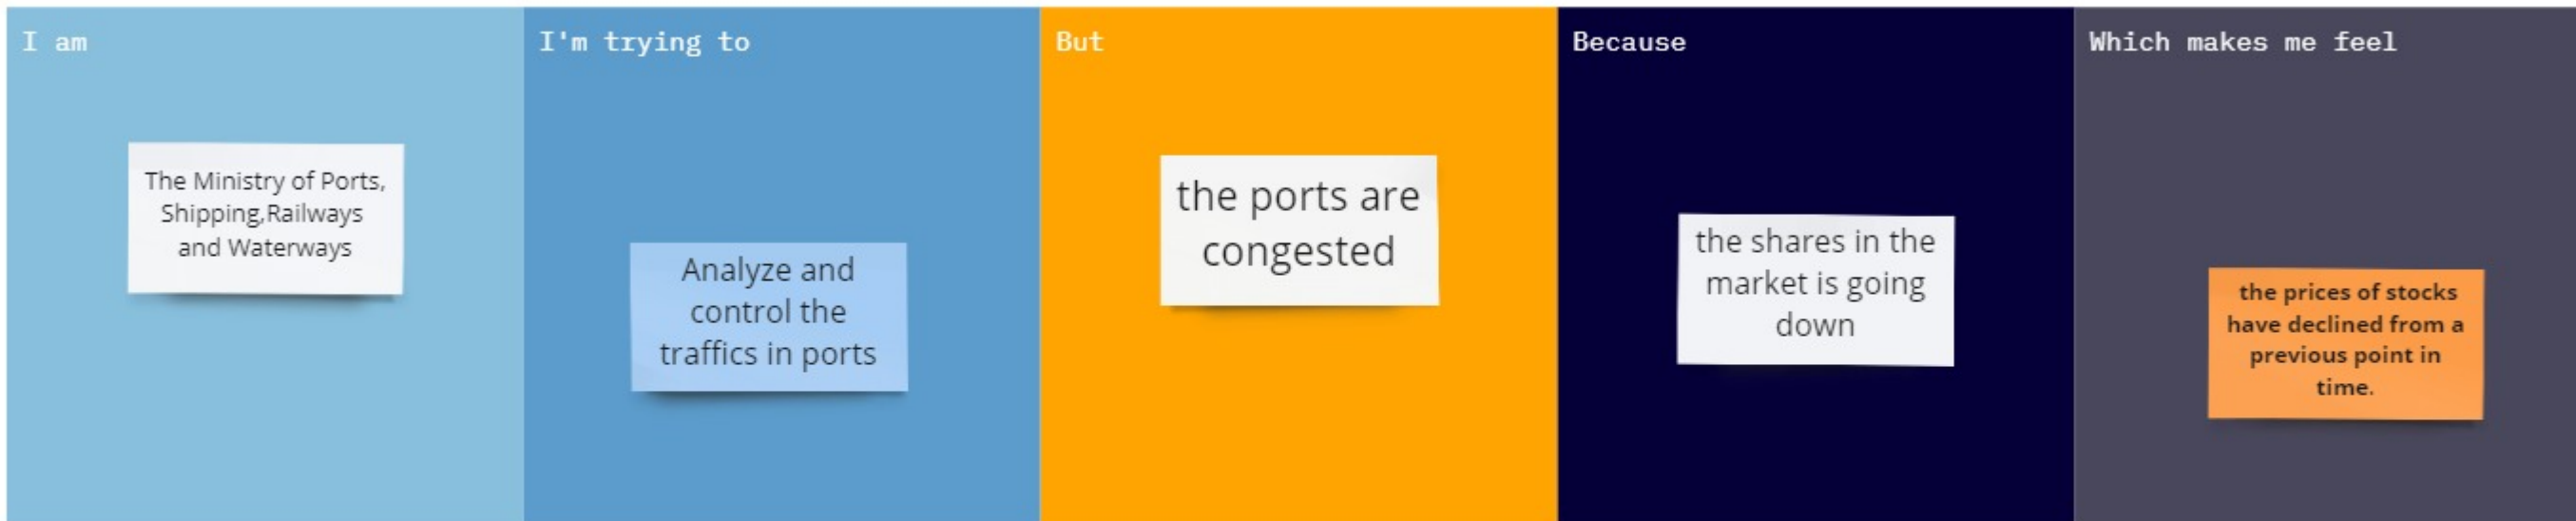 I am
The Ministry of Ports,
Shipping,Railways
and Waterways
I'm trying to
Analyze and
control the
traffics in ports
But
the ports are
congested
Because
the shares in the
market is going
down
Which makes me feel
the prices of stocks
have declined from a
previous point in
time.